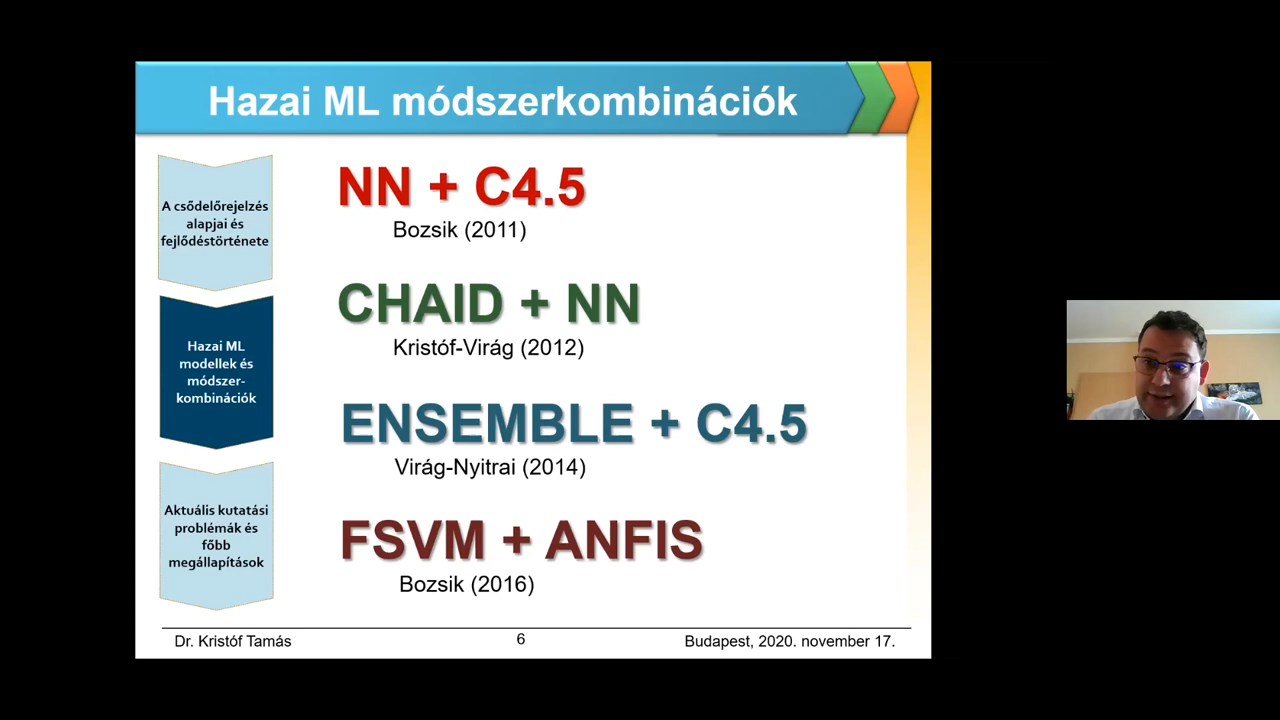 Hazai ML módszerkombinációk
A csődelőrejelzés
alapjai és
fejlődéstörténete
Hazai ML
modellek és
módszer-
kombinációk
Aktuális kutatási
problémák és
főbb
megállapítások
NN + C4.5
Bozsik (2011)
CHAID + NN
Kristóf-Virág (2012)
ENSEMBLE + C4.5
Virág-Nyitrai (2014)
FSVM + ANFIS
Bozsik (2016)
Dr. Kristóf Tamás
6
Budapest, 2020. november 17.